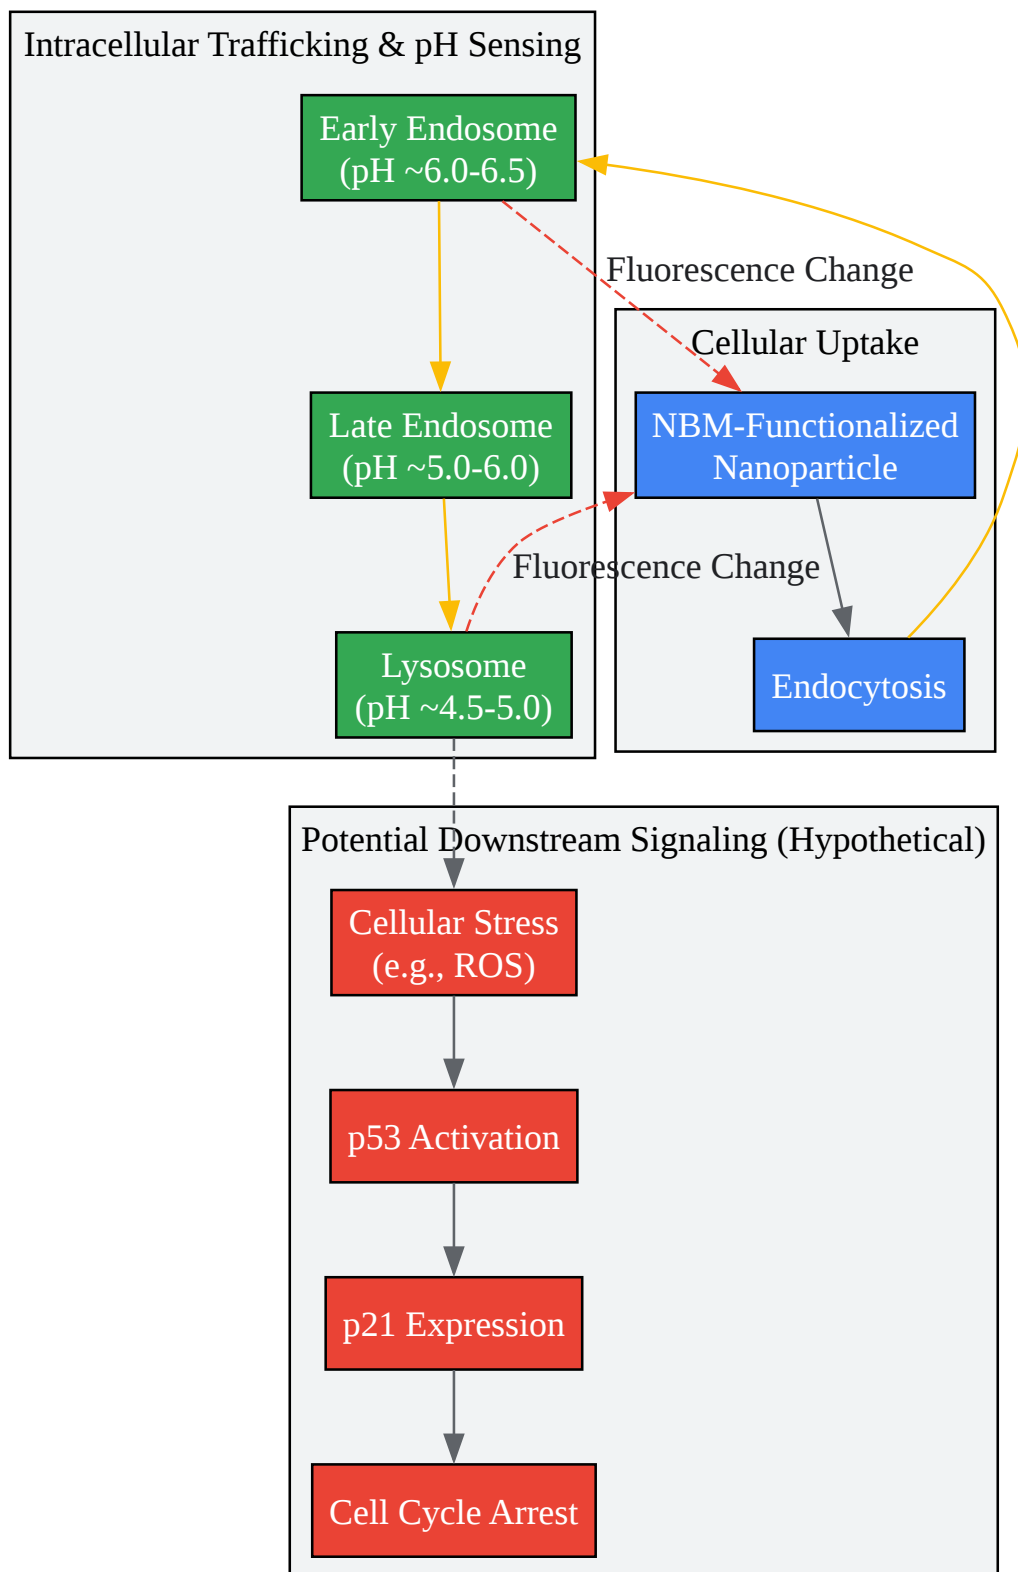 Intracellular Trafficking & pH Sensing
Early Endosome
(pH ~6.0-6.5)
Fluorescence Change
Cellular Uptake
NBM-Functionalized
Nanoparticle
Late Endosome
(pH ~5.0-6.0)
Fluorescence Change
Lysosome
(pH ~4.5-5.0)
Endocytosis
Potential Downstream Signaling (Hypothetical)
Cellular Stress
(e.g., ROS)
p53 Activation
p21 Expression
Cell Cycle Arrest